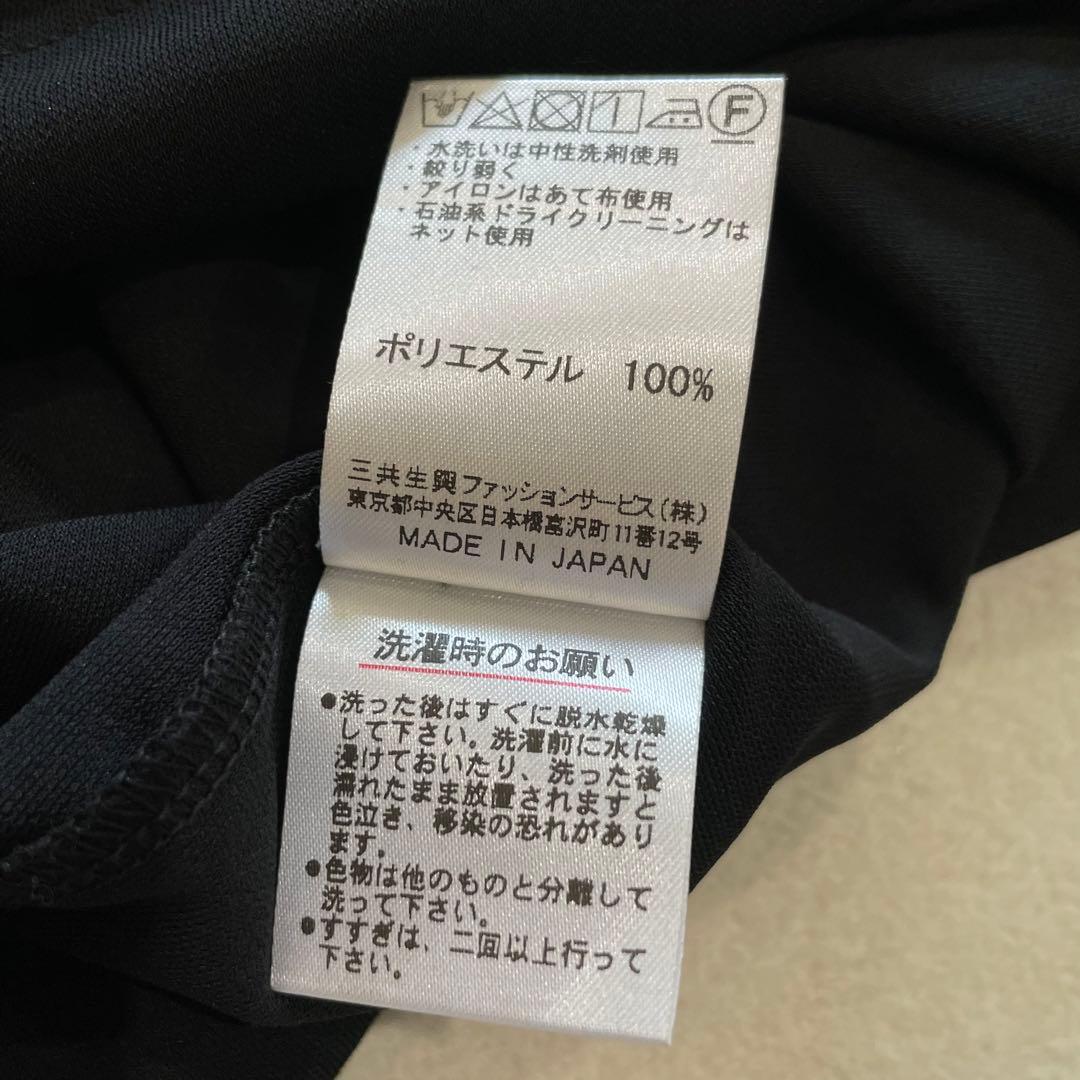 F
・水洗いは中性洗剤使用
・絞り弱く
・アイロンはあて布使用
・石油系ドライクリーニングは
ネット使用
ポリエステル 100%
三共生興ファッションサービス(株)
東京都中央区日本橋富沢町11番12号
MADE IN JAPAN
洗濯時のお願い
●洗った後はすぐに脱水乾燥
して下さい。洗濯前に水に
浸けておいたり、洗った後
濡れたまま放置されますと
色泣き、移染の恐れがあり
ます。
●色物は他のものと分離して
洗って下さい。
●すすぎは、二回以上行って
下さい。